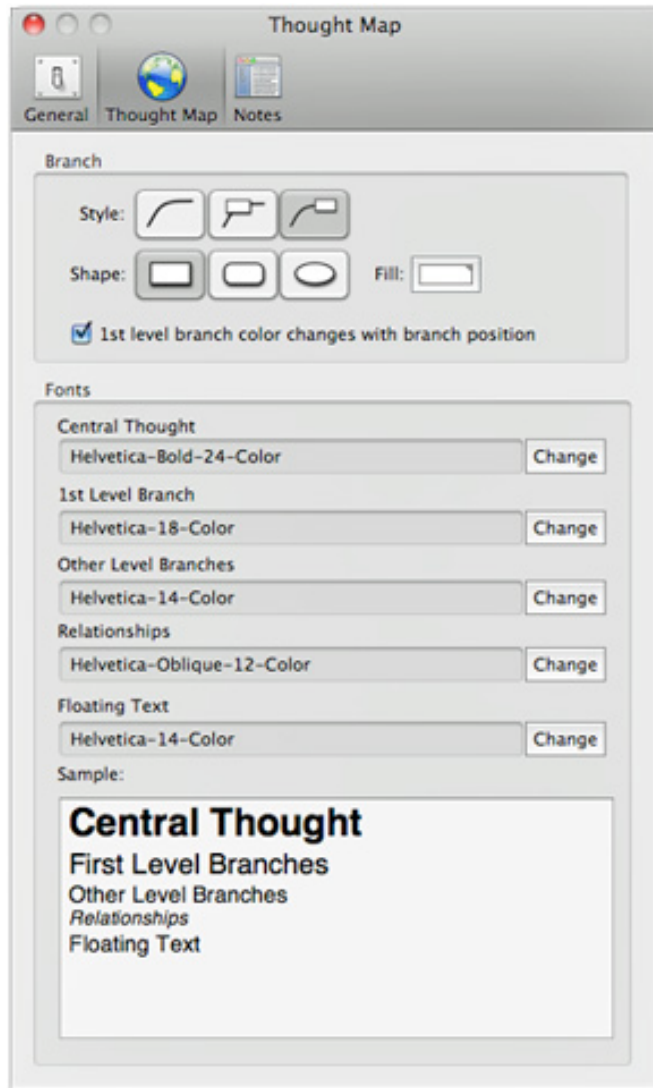 Thought Map
General Thought Map Notes
Branch
Style:
Shape: Fill:
1st level branch color changes with branch position
Fonts
Central Thought
Helvetica-Bold-24-Color Change
1st Level Branch
Helvetica-18-Color Change
Other Level Branches
Helvetica-14-Color Change
Relationships
Helvetica-Oblique-12-Color Change
Floating Text
Helvetica-14-Color Change
Sample:
Central Thought
First Level Branches
Other Level Branches
Relationships
Floating Text